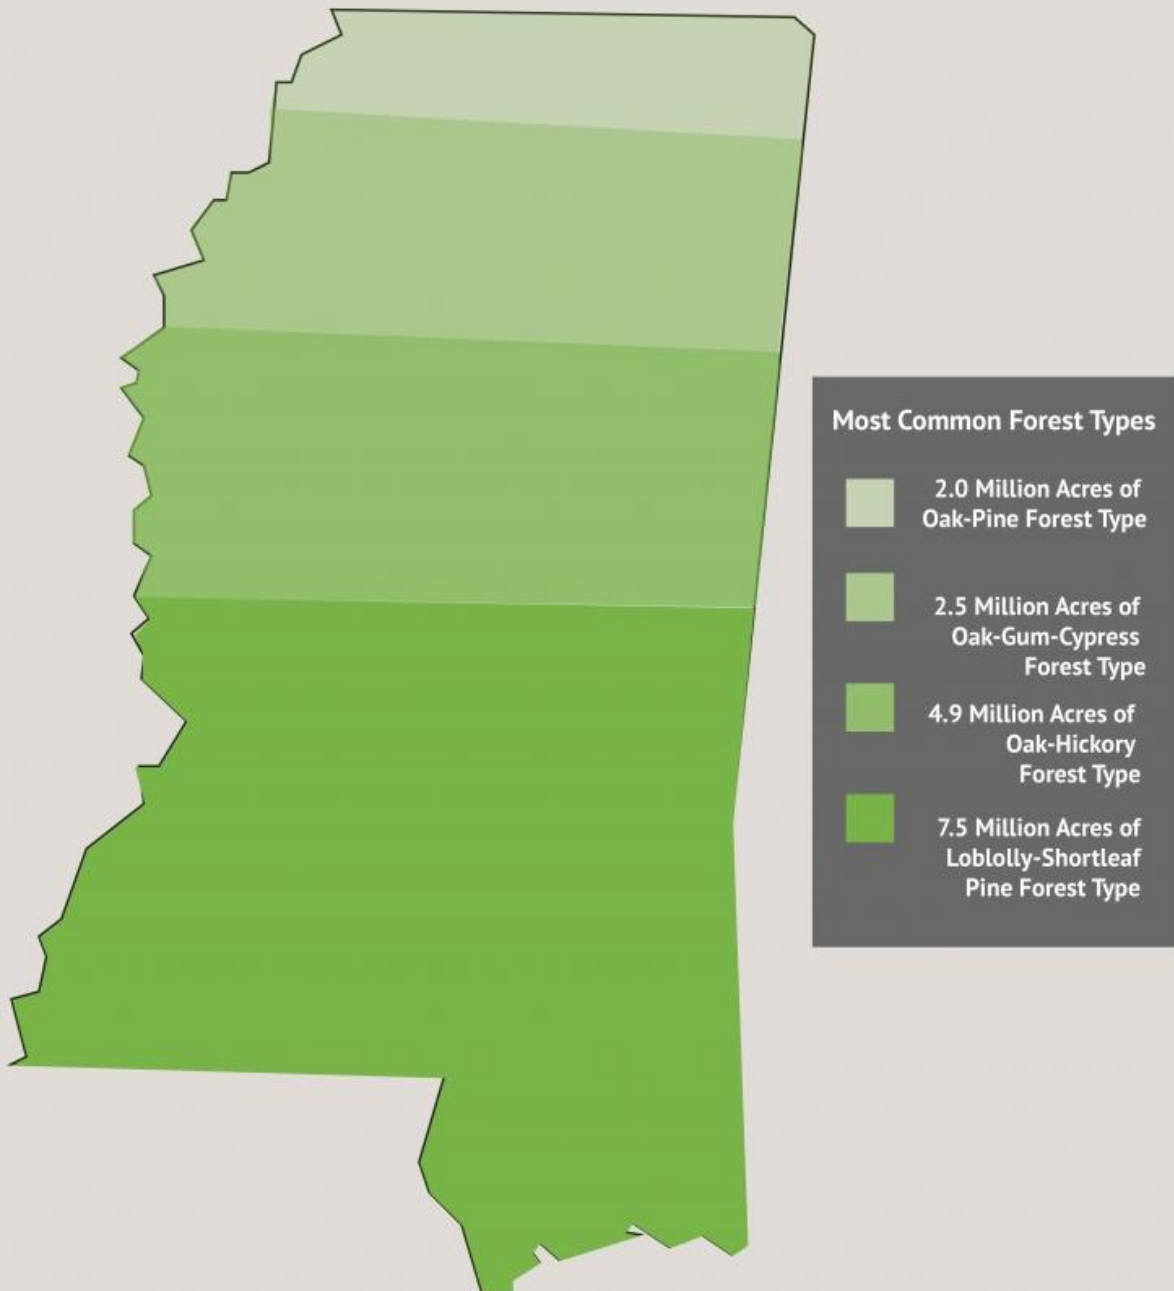 Most Common Forest Types
2.0 Million Acres of
Oak-Pine Forest Type
2.5 Million Acres of
Oak-Gum-Cypress
Forest Type
4.9 Million Acres of
Oak-Hickory
Forest Type
7.5 Million Acres of
Loblolly-Shortleaf
Pine Forest Type